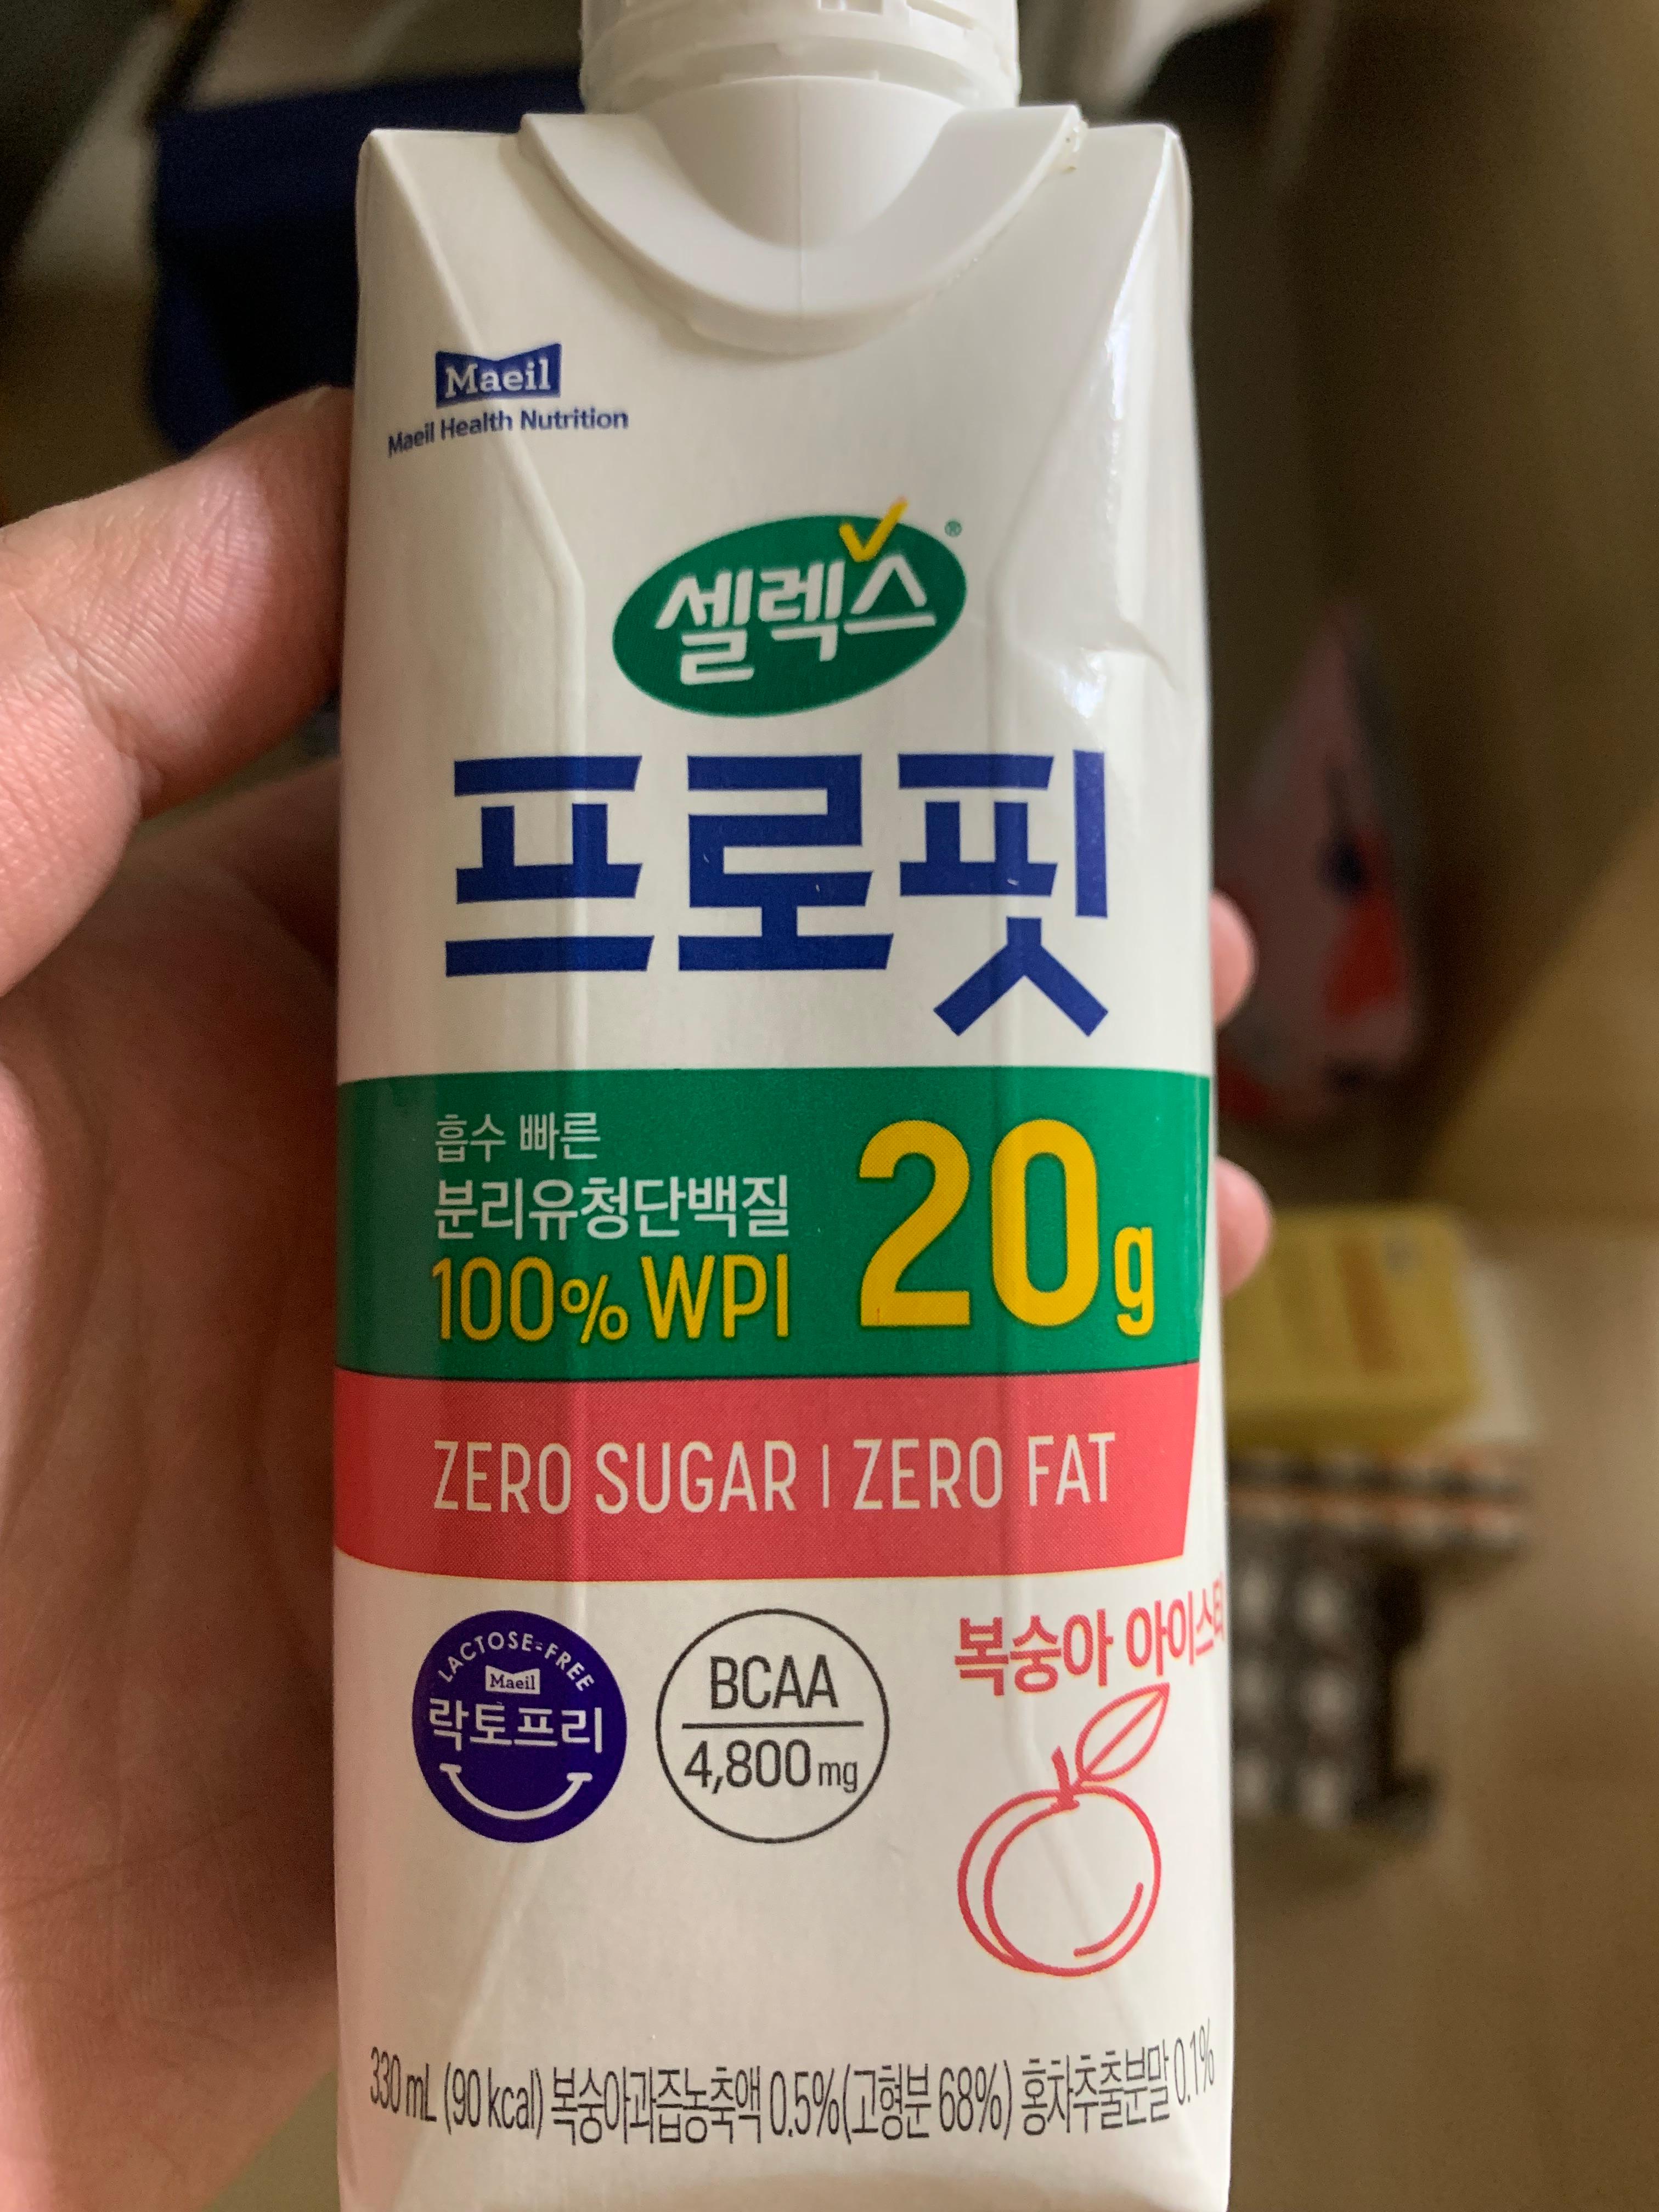 Maeil
Maeil Health Nutrition
셀렉스®
프로핏
흡수 빠른
분리유청단백질
100% WPI
20g
ZERO SUGAR | ZERO FAT
LACTOSE-FREE
Maeil
락토프리
BCAA
4,800mg
복숭아 아이스티
330 mL (90 kcal) 복숭아과즙농축액 0.5%(고형분 68%) 홍차추출분말 0.1%